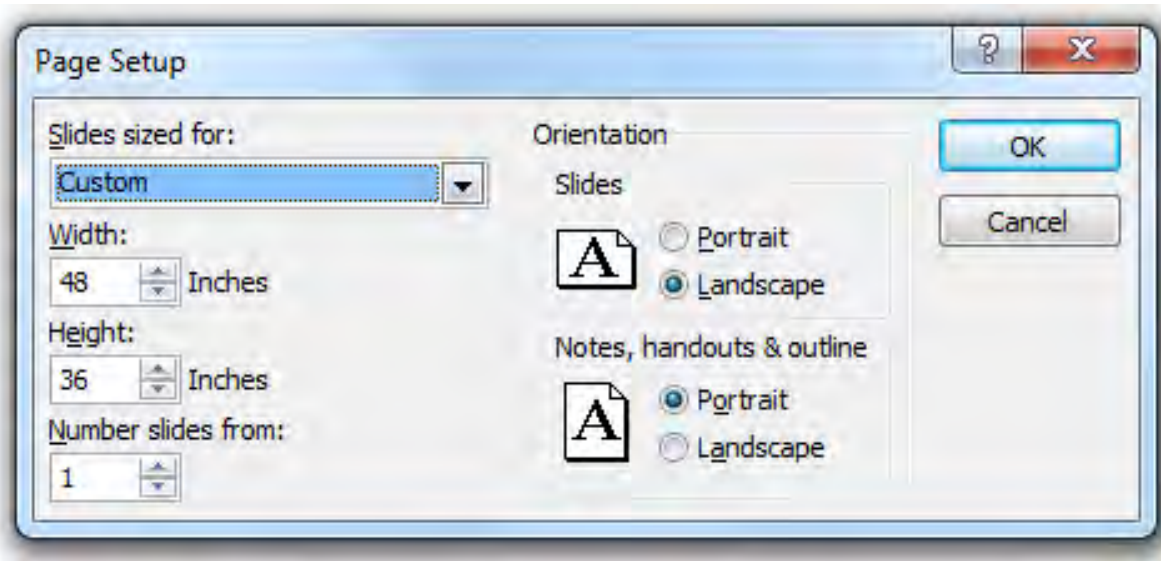 Page Setup
?
Slides sized for:
Custom
Width:
48 Inches
Height:
36 Inches
Number slides from:
1
Orientation
Slides
A
Portrait
Landscape
Notes, handouts & outline
A
Portrait
Landscape
OK
Cancel